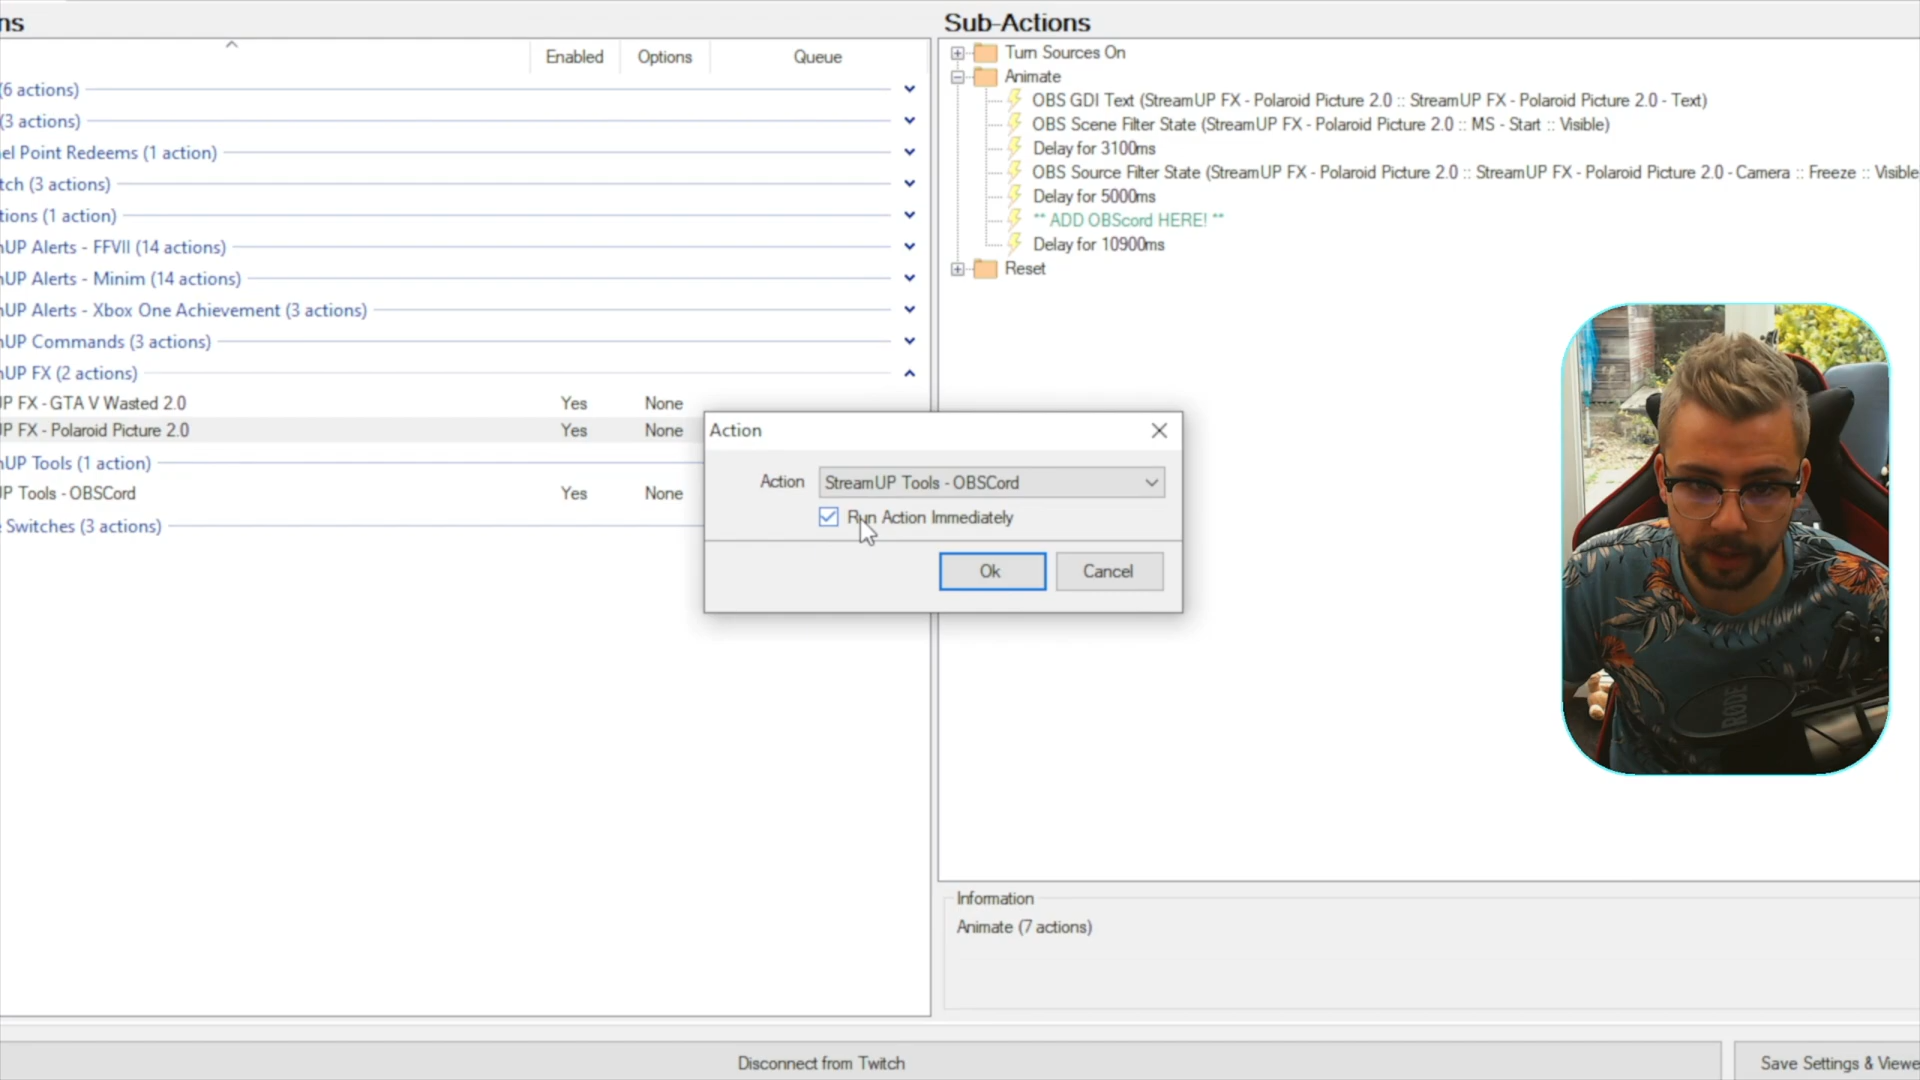 ns
Enabled Options Queue
(6 actions)
(3 actions)
el Point Redeems (1 action)
tch (3 actions)
tions (1 action)
UP Alerts - FFVII (14 actions)
UP Alerts - Minim (14 actions)
UP Alerts - Xbox One Achievement (3 actions)
UP Commands (3 actions)
UP FX (2 actions)
P FX - GTA V Wasted 2.0 Yes None
P FX - Polaroid Picture 2.0 Yes None
UP Tools (1 action)
P Tools - OBSCord Yes None
Switches (3 actions)
Sub-Actions
Turn Sources On
Animate
OBS GDI Text (StreamUP FX - Polaroid Picture 2.0 :: StreamUP FX - Polaroid Picture 2.0 - Text)
OBS Scene Filter State (StreamUP FX - Polaroid Picture 2.0 :: MS - Start :: Visible)
Delay for 3100ms
OBS Source Filter State (StreamUP FX - Polaroid Picture 2.0 :: StreamUP FX - Polaroid Picture 2.0 - Camera :: Freeze :: Visible
Delay for 5000ms
** ADD OBScord HERE! **
Delay for 10900ms
Reset
Action
Action StreamUP Tools - OBSCord
Run Action Immediately
Ok Cancel
RØDE
Information
Animate (7 actions)
Disconnect from Twitch
Save Settings & Viewe